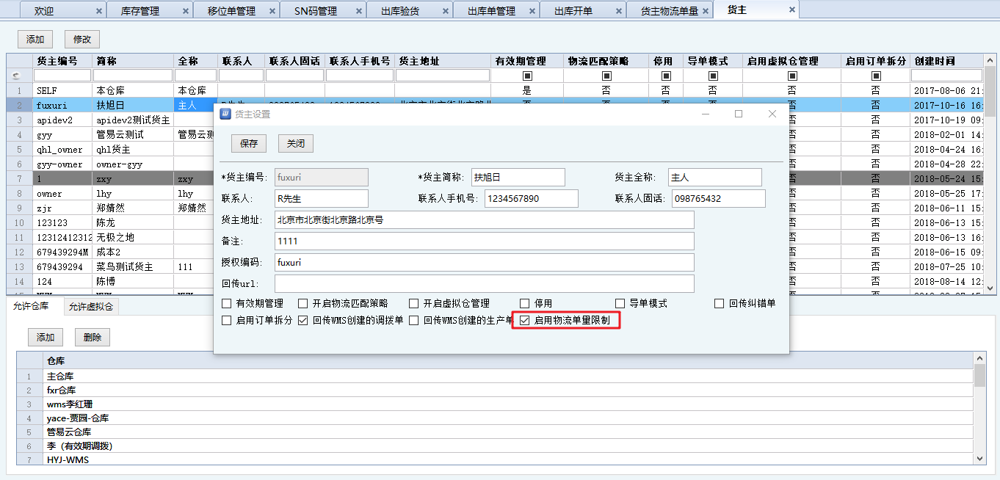 欢迎 库存管理 移位单管理 SN码管理 出库验货 出库单管理 出库开单 货主物流单量 货主
添加 修改
货主编号 简称 全称 联系人 联系人固话 联系人手机号 货主地址 有效期管理 物流匹配策略 停用 导单模式 启用虚拟仓管理 启用订单拆分 创建时间
1 SELF 本仓库 本仓库 是 否 否 否 否 否 2017-08-06 21:
2 fuxuri 扶旭日 主人 否 否 2017-10-16 16:
3 apidev2 apidev2测试货主 否 否 2017-10-19 09:
4 gyy 管易云测试 管易云测 否 否 2018-02-01 14:
5 qhl_owner qhl货主 否 否 2018-04-24 16:
6 gyy-owner owner-gyy 否 否 2018-04-28 22:
7 1 zxy zxy 否 否 2018-05-24 15:
8 owner lhy lhy 否 否 2018-05-25 17:
9 zjr 郑婧然 郑婧然 否 否 2018-06-11 15:
10 123123 陈龙 否 否 2018-06-13 15:
11 12312412312 无极之地 否 否 2018-06-13 16:
12 679439294M 成本2 否 否 2018-06-15 09:
13 679439294 菜鸟测试货主 111 否 否 2018-07-25 10:
14 124 陈博 否 否 2018-08-14 12:
货主设置
保存 关闭
*货主编号: fuxuri *货主简称: 扶旭日 货主全称: 主人
联系人: R先生 联系人手机号: 1234567890 联系人固话: 098765432
货主地址: 北京市北京街北京路北京号
备注: 1111
授权编码: fuxuri
回传url:
有效期管理 开启物流匹配策略 开启虚拟仓管理 停用 导单模式 回传纠错单
启用订单拆分 回传WMS创建的调拨单 回传WMS创建的生产单 启用物流单量限制
允许仓库 允许虚拟仓
添加 删除
仓库
1 主仓库
2 fxr仓库
3 wms李红珊
4 yace-贾园-仓库
5 管易云仓库
6 李（有效期调拨）
7 HYJ-WMS